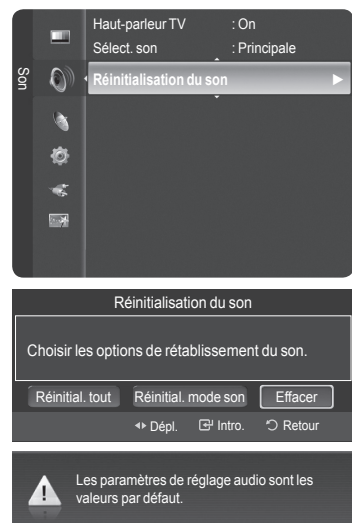 Son
Haut-parleur TV : On
Sélect. son : Principale
Réinitialisation du son
Réinitialisation du son
Choisir les options de rétablissement du son.
Réinitial. tout Réinitial. mode son Effacer
Dépl. Intro. Retour
Les paramètres de réglage audio sont les
valeurs par défaut.